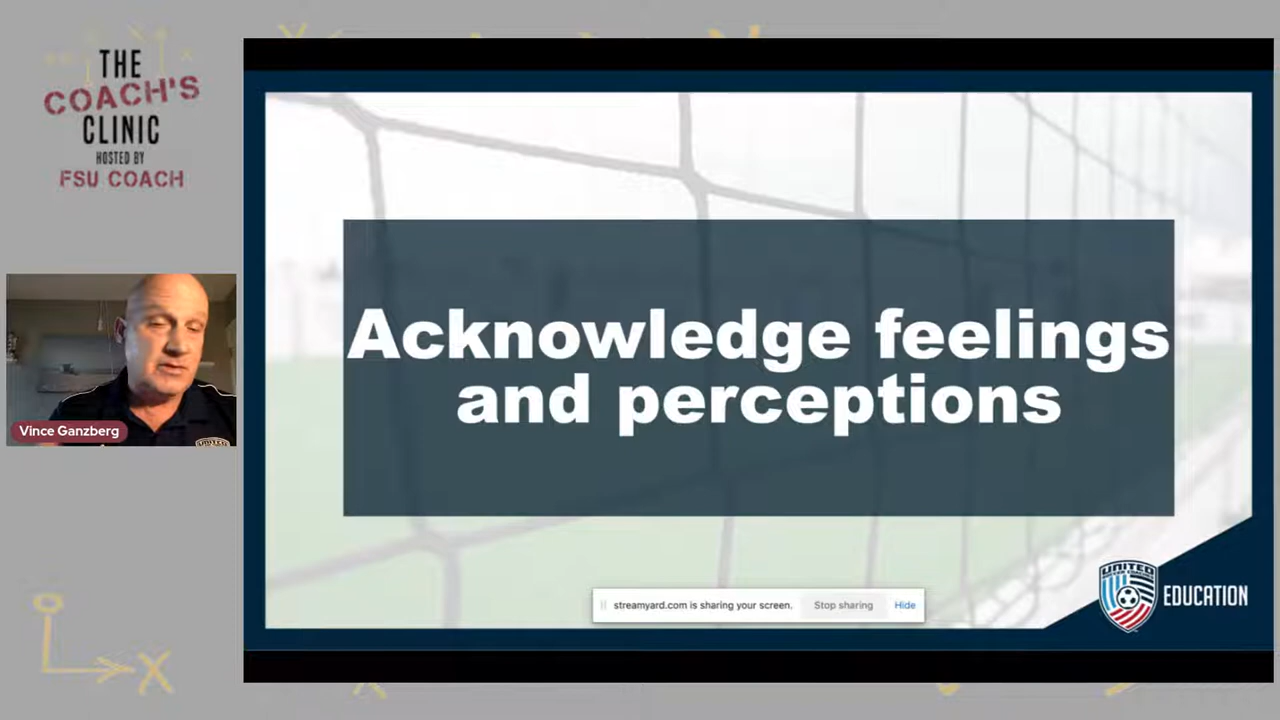 THE
COACH'S
CLINIC
HOSTED BY
FSU COACH
Vince Ganzberg
Acknowledge feelings
and perceptions
streamyard.com is sharing your screen.
Stop sharing
Hide
UNITED
EDUCATION